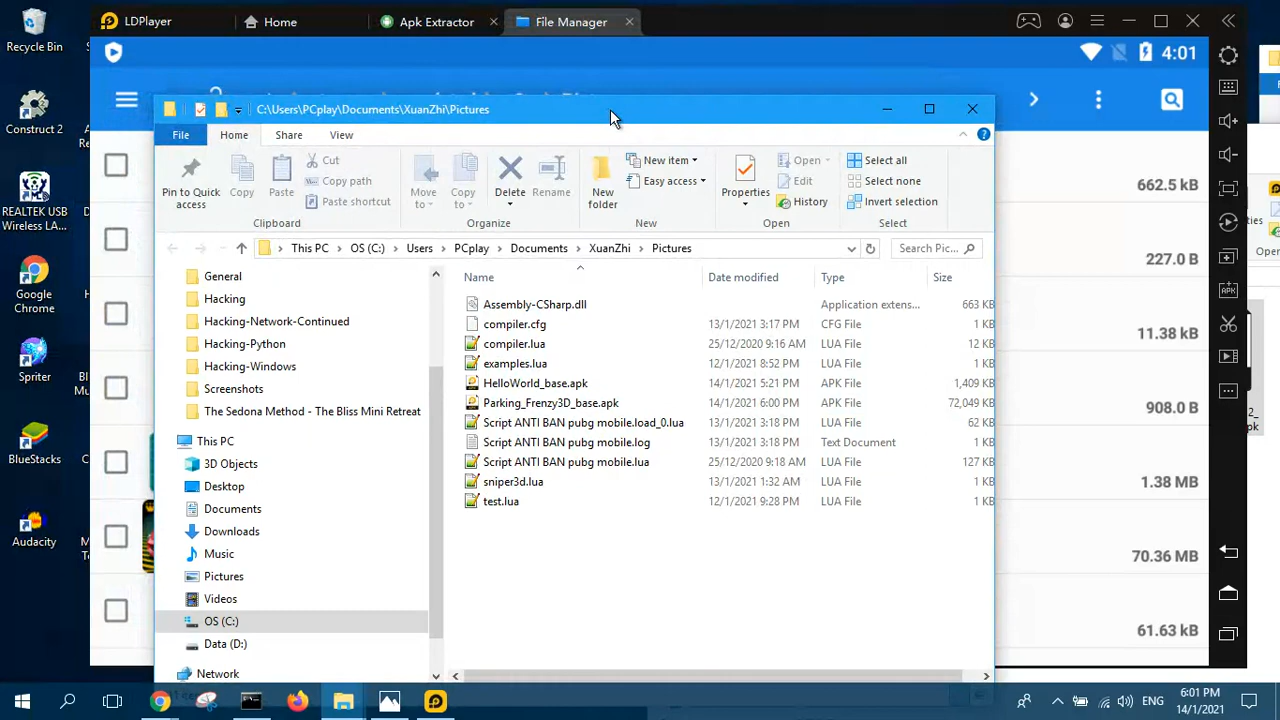 LDPlayer Home Apk Extractor File Manager
Recycle Bin
4:01
C:\Users\PCplay\Documents\XuanZhi\Pictures
File Home Share View
Construct 2
Pin to Quick access
Copy
Paste
Cut
Copy path
Paste shortcut
Clipboard
Move to
Copy to
Delete
Rename
Organize
New folder
New item
Easy access
New
Properties
Open
Edit
History
Open
Select all
Select none
Invert selection
Select
REALTEK USB Wireless LA...
This PC OS (C:) Users PCplay Documents XuanZhi Pictures
Search Pic...
Google Chrome
Spriter
BlueStacks
Audacity
General
Hacking
Hacking-Network-Continued
Hacking-Python
Hacking-Windows
Screenshots
The Sedona Method - The Bliss Mini Retreat
This PC
3D Objects
Desktop
Documents
Downloads
Music
Pictures
Videos
OS (C:)
Data (D:)
Network
Name Date modified Type Size
Assembly-CSharp.dll Application extens... 663 KB
compiler.cfg 13/1/2021 3:17 PM CFG File 1 KB
compiler.lua 25/12/2020 9:16 AM LUA File 12 KB
examples.lua 12/1/2021 8:52 PM LUA File 1 KB
HelloWorld_base.apk 14/1/2021 5:21 PM APK File 1,409 KB
Parking_Frenzy3D_base.apk 14/1/2021 6:00 PM APK File 72,049 KB
Script ANTI BAN pubg mobile.load_0.lua 13/1/2021 3:18 PM LUA File 62 KB
Script ANTI BAN pubg mobile.log 13/1/2021 3:18 PM Text Document 1 KB
Script ANTI BAN pubg mobile.lua 25/12/2020 9:18 AM LUA File 127 KB
sniper3d.lua 13/1/2021 1:32 AM LUA File 1 KB
test.lua 12/1/2021 9:28 PM LUA File 1 KB
662.5 kB
227.0 B
11.38 kB
908.0 B
1.38 MB
70.36 MB
61.63 kB
APK
ENG
6:01 PM
14/1/2021